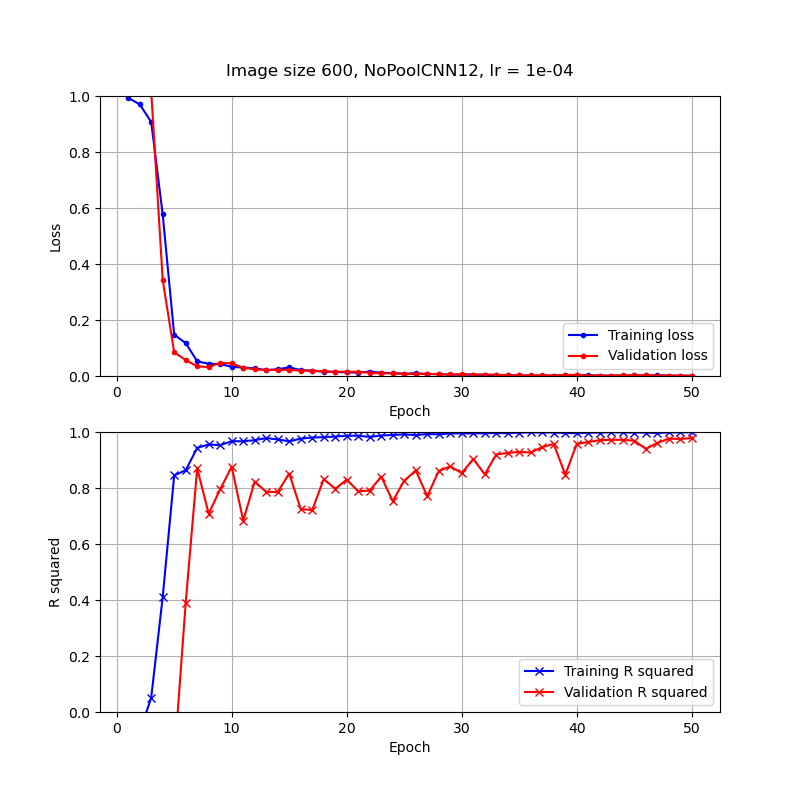 Image size 600, NoPoolCNN12, lr = 1e-04
1.0
0.8
0.6
0.4
0.2
0.0
Loss
Training loss
Validation loss
0 10 20 30 40 50
Epoch
1.0
0.8
0.6
0.4
0.2
0.0
R squared
Training R squared
Validation R squared
0 10 20 30 40 50
Epoch